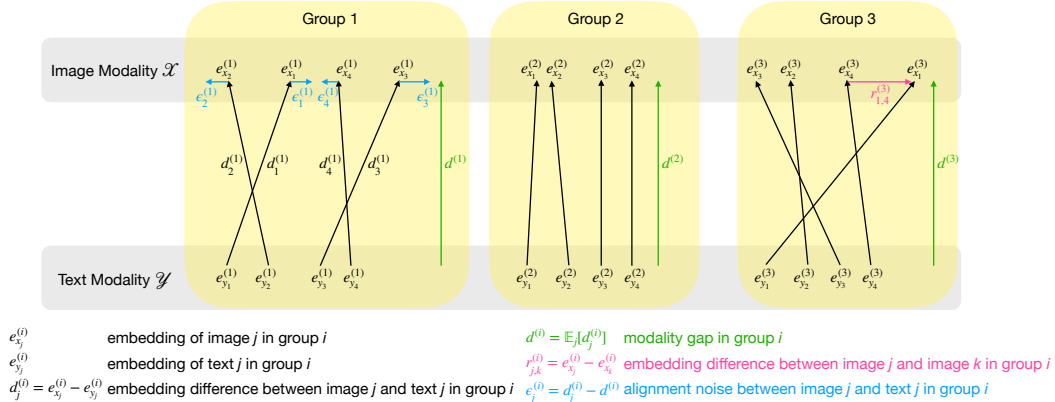 Group 1 Group 2 Group 3
Image Modality 𝒳
e_{x_2}^{(1)} e_{x_1}^{(1)} e_{x_4}^{(1)} e_{x_3}^{(1)} e_{x_1}^{(2)} e_{x_2}^{(2)} e_{x_3}^{(2)} e_{x_4}^{(2)} e_{x_3}^{(3)} e_{x_2}^{(3)} e_{x_4}^{(3)} e_{x_1}^{(3)}
ϵ_2^{(1)} ϵ_1^{(1)} ϵ_4^{(1)} ϵ_3^{(1)} r_{1,4}^{(3)}
d_2^{(1)} d_1^{(1)} d_4^{(1)} d_3^{(1)} d^{(1)} d^{(2)} d^{(3)}
Text Modality 𝒴
e_{y_1}^{(1)} e_{y_2}^{(1)} e_{y_3}^{(1)} e_{y_4}^{(1)} e_{y_1}^{(2)} e_{y_2}^{(2)} e_{y_3}^{(2)} e_{y_4}^{(2)} e_{y_1}^{(3)} e_{y_2}^{(3)} e_{y_3}^{(3)} e_{y_4}^{(3)}
e_{x_j}^{(i)} embedding of image j in group i
e_{y_j}^{(i)} embedding of text j in group i
d_j^{(i)} = e_{x_j}^{(i)} − e_{y_j}^{(i)} embedding difference between image j and text j in group i
d^{(i)} = 𝔼_j[d_j^{(i)}] modality gap in group i
r_{j,k}^{(i)} = e_{x_j}^{(i)} − e_{x_k}^{(i)} embedding difference between image j and image k in group i
ϵ_j^{(i)} = d_j^{(i)} − d^{(i)} alignment noise between image j and text j in group i